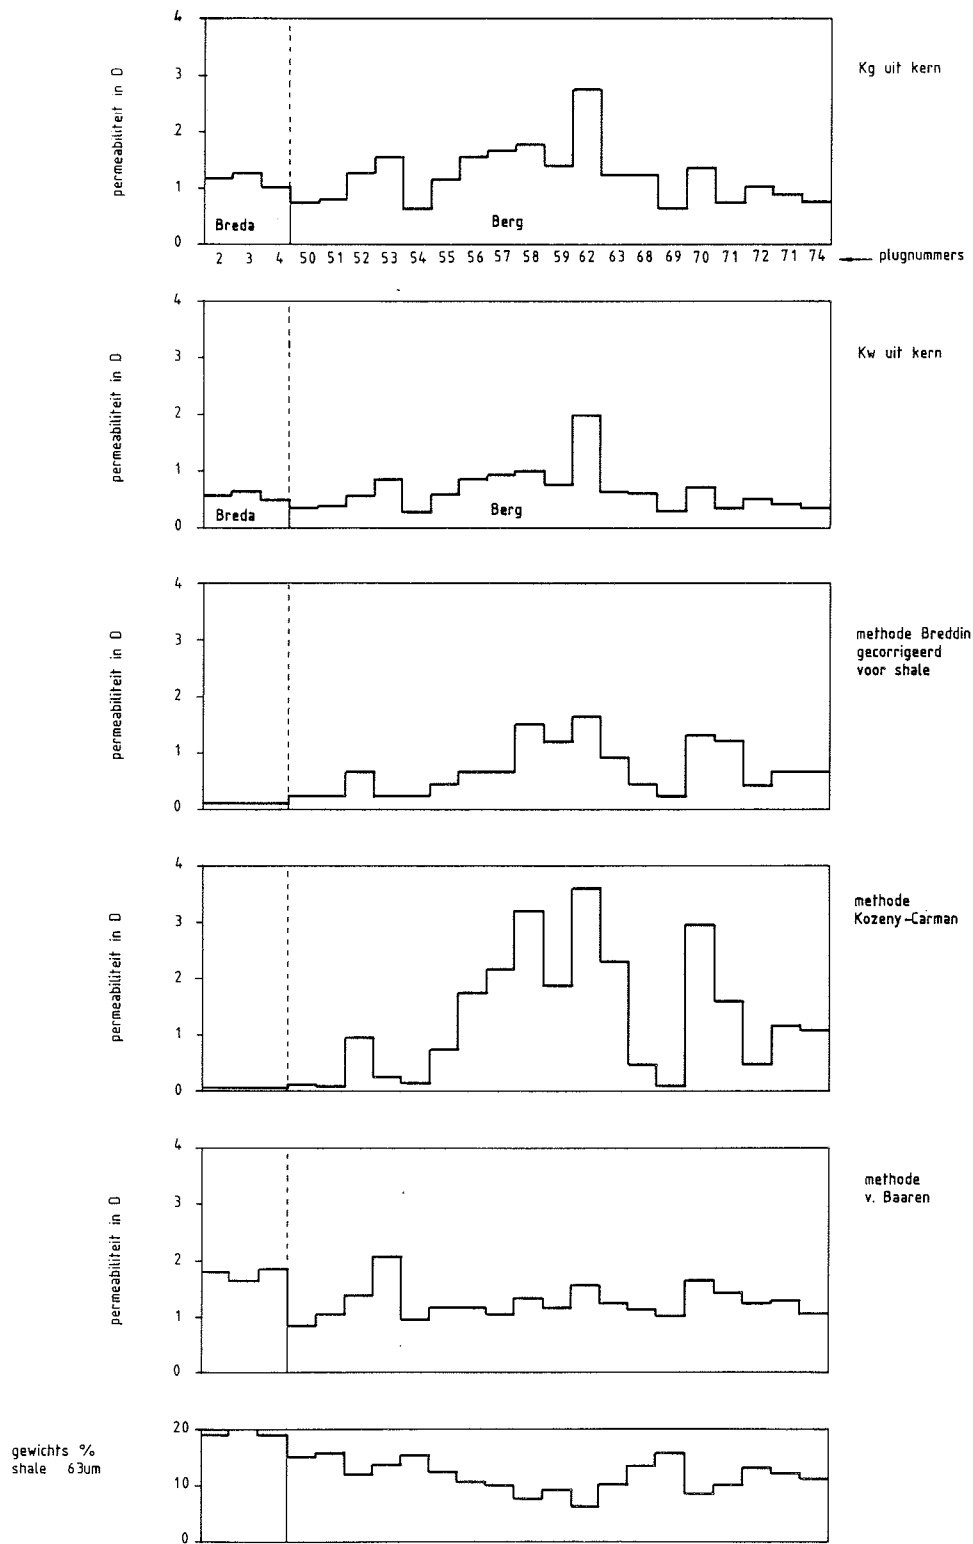 4
3
2
1
0
permeabiliteit in D
Kg uit kern
Breda
Berg
2 3 4 50 51 52 53 54 55 56 57 58 59 62 63 68 69 70 71 72 71 74
plugnummers
4
3
2
1
0
permeabiliteit in D
Kw uit kern
Breda
Berg
4
3
2
1
0
permeabiliteit in D
methode Breddin
gecorrigeerd
voor shale
4
3
2
1
0
permeabiliteit in D
methode
Kozeny-Carman
4
3
2
1
0
permeabiliteit in D
methode
v. Baaren
20
10
0
gewichts %
shale 63um